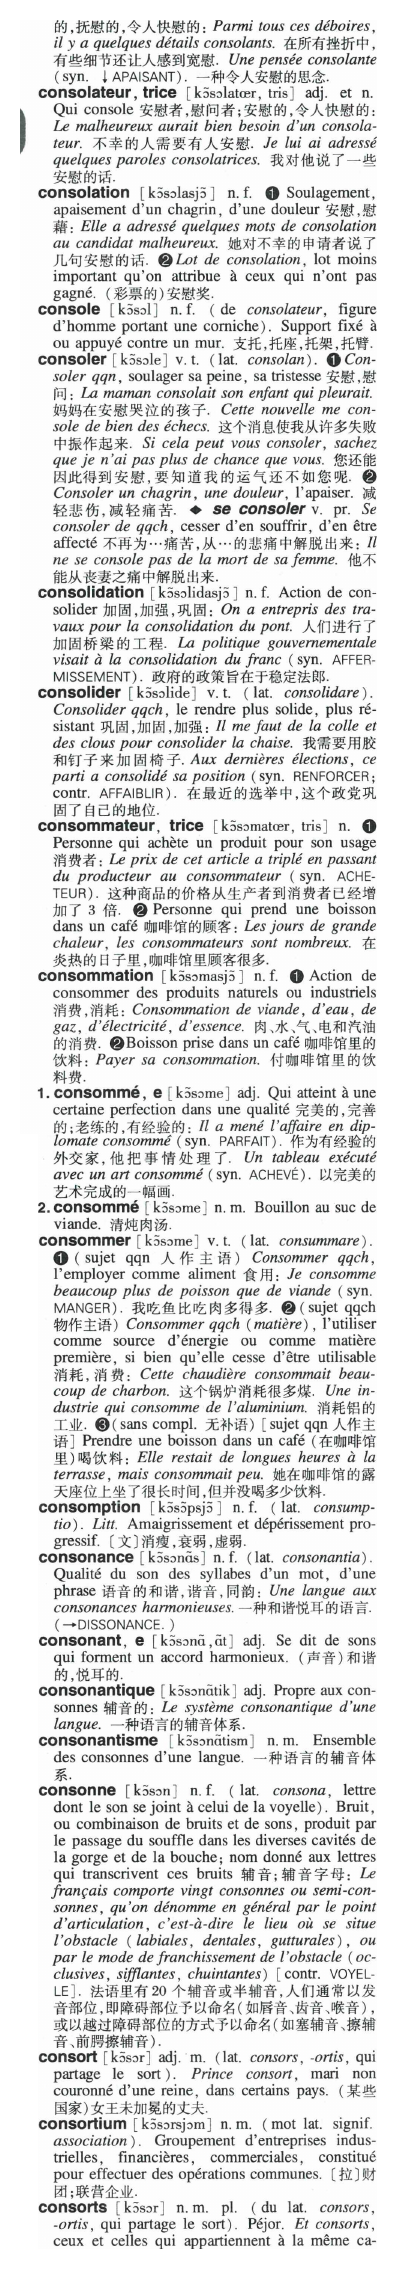 的,抚慰的,令人快慰的: Parmi tous ces déboires,
il y a quelques détails consolants. 在所有挫折中,
有些细节还让人感到宽慰. Une pensée consolante
(syn. ↓ APAISANT). 一种令人安慰的思念.
consolateur, trice [kɔ̃sɔlatœr, tris] adj. et n.
Qui console 安慰者,慰问者;安慰的,令人快慰的:
Le malheureux aurait bien besoin d'un consola-
teur. 不幸的人需要有人安慰. Je lui ai adressé
quelques paroles consolatrices. 我对他说了一些
安慰的话.
consolation [kɔ̃sɔlasjɔ̃] n. f. ❶ Soulagement,
apaisement d'un chagrin, d'une douleur 安慰,慰
藉: Elle a adressé quelques mots de consolation
au candidat malheureux. 她对不幸的申请者说了
几句安慰的话. ❷ Lot de consolation, lot moins
important qu'on attribue à ceux qui n'ont pas
gagné. (彩票的)安慰奖.
console [kɔ̃sɔl] n. f. (de consolateur, figure
d'homme portant une corniche). Support fixé à
ou appuyé contre un mur. 支托,托座,托架,托臂.
consoler [kɔ̃sɔle] v. t. (lat. consolan). ❶ Con-
soler qqn, soulager sa peine, sa tristesse 安慰,慰
问: La maman consolait son enfant qui pleurait.
妈妈在安慰哭泣的孩子. Cette nouvelle me con-
sole de bien des échecs. 这个消息使我从许多失败
中振作起来. Si cela peut vous consoler, sachez
que je n'ai pas plus de chance que vous. 您还能
因此得到安慰,要知道我的运气还不如您呢. ❷
Consoler un chagrin, une douleur, l'apaiser. 减
轻悲伤,减轻痛苦. ◆ se consoler v. pr. Se
consoler de qqch, cesser d'en souffrir, d'en être
affecté 不再为…痛苦,从…的悲痛中解脱出来: Il
ne se console pas de la mort de sa femme. 他不
能从丧妻之痛中解脱出来.
consolidation [kɔ̃sɔlidasjɔ̃] n. f. Action de con-
solider 加固,加强,巩固: On a entrepris des tra-
vaux pour la consolidation du pont. 人们进行了
加固桥梁的工程. La politique gouvernementale
visait à la consolidation du franc (syn. AFFER-
MISSEMENT). 政府的政策旨在于稳定法郎.
consolider [kɔ̃sɔlide] v. t. (lat. consolidare).
Consolider qqch, le rendre plus solide, plus ré-
sistant 巩固,加固,加强: Il me faut de la colle et
des clous pour consolider la chaise. 我需要用胶
和钉子来加固椅子. Aux dernières élections, ce
parti a consolidé sa position (syn. RENFORCER;
contr. AFFAIBLIR). 在最近的选举中,这个政党巩
固了自己的地位.
consommateur, trice [kɔ̃sɔmatœr, tris] n. ❶
Personne qui achète un produit pour son usage
消费者: Le prix de cet article a triplé en passant
du producteur au consommateur (syn. ACHE-
TEUR). 这种商品的价格从生产者到消费者已经增
加了 3 倍. ❷ Personne qui prend une boisson
dans un café 咖啡馆的顾客: Les jours de grande
chaleur, les consommateurs sont nombreux. 在
炎热的日子里,咖啡馆里顾客很多.
consommation [kɔ̃sɔmasjɔ̃] n. f. ❶ Action de
consommer des produits naturels ou industriels
消费,消耗: Consommation de viande, d'eau, de
gaz, d'électricité, d'essence. 肉、水、气、电和汽油
的消费. ❷Boisson prise dans un café 咖啡馆里的
饮料: Payer sa consommation. 付咖啡馆里的饮
料费.
1. consommé, e [kɔ̃sɔme] adj. Qui atteint à une
certaine perfection dans une qualité 完美的,完善
的;老练的,有经验的: Il a mené l'affaire en dip-
lomate consommé (syn. PARFAIT). 作为有经验的
外交家,他把事情处理了. Un tableau exécuté
avec un art consommé (syn. ACHEVÉ). 以完美的
艺术完成的一幅画.
2. consommé [kɔ̃sɔme] n. m. Bouillon au suc de
viande. 清炖肉汤.
consommer [kɔ̃sɔme] v. t. (lat. consummare).
❶ (sujet qqn 人作主语) Consommer qqch,
l'employer comme aliment 食用: Je consomme
beaucoup plus de poisson que de viande (syn.
MANGER). 我吃鱼比吃肉多得多. ❷ (sujet qqch
物作主语) Consommer qqch (matière), l'utiliser
comme source d'énergie ou comme matière
première, si bien qu'elle cesse d'être utilisable
消耗,消费: Cette chaudière consommait beau-
coup de charbon. 这个锅炉消耗很多煤. Une in-
dustrie qui consomme de l'aluminium. 消耗铝的
工业. ❸(sans compl. 无补语) [sujet qqn 人作主
语] Prendre une boisson dans un café (在咖啡馆
里)喝饮料: Elle restait de longues heures à la
terrasse, mais consommait peu. 她在咖啡馆的露
天座位上坐了很长时间,但并没喝多少饮料.
consomption [kɔ̃sɔ̃psjɔ̃] n. f. (lat. consump-
tio). Litt. Amaigrissement et dépérissement pro-
gressif. 〔文〕消瘦,衰弱,虚弱.
consonance [kɔ̃sɔnɑ̃s] n. f. (lat. consonantia).
Qualité du son des syllabes d'un mot, d'une
phrase 语音的和谐,谐音,同韵: Une langue aux
consonances harmonieuses. 一种和谐悦耳的语言.
(→DISSONANCE.)
consonant, e [kɔ̃sɔnɑ̃, ɑ̃t] adj. Se dit de sons
qui forment un accord harmonieux. (声音)和谐
的,悦耳的.
consonantique [kɔ̃sɔnɑ̃tik] adj. Propre aux con-
sonnes 辅音的: Le système consonantique d'une
langue. 一种语言的辅音体系.
consonantisme [kɔ̃sɔnɑ̃tism] n. m. Ensemble
des consonnes d'une langue. 一种语言的辅音体
系.
consonne [kɔ̃sɔn] n. f. (lat. consona, lettre
dont le son se joint à celui de la voyelle). Bruit,
ou combinaison de bruits et de sons, produit par
le passage du souffle dans les diverses cavités de
la gorge et de la bouche; nom donné aux lettres
qui transcrivent ces bruits 辅音;辅音字母: Le
français comporte vingt consonnes ou semi-con-
sonnes, qu'on dénomme en général par le point
d'articulation, c'est-à-dire le lieu où se situe
l'obstacle (labiales, dentales, gutturales), ou
par le mode de franchissement de l'obstacle (oc-
clusives, sifflantes, chuintantes) [contr. VOYEL-
LE]. 法语里有 20 个辅音或半辅音,人们通常以发
音部位,即障碍部位予以命名(如唇音、齿音、喉音),
或以越过障碍部位的方式予以命名(如塞辅音、擦辅
音、前腭擦辅音).
consort [kɔ̃sɔr] adj. m. (lat. consors, -ortis, qui
partage le sort). Prince consort, mari non
couronné d'une reine, dans certains pays. (某些
国家)女王未加冕的丈夫.
consortium [kɔ̃sɔrsjɔm] n. m. (mot lat. signif.
association). Groupement d'entreprises indus-
trielles, financières, commerciales, constitué
pour effectuer des opérations communes. 〔拉〕财
团;联营企业.
consorts [kɔ̃sɔr] n. m. pl. (du lat. consors,
-ortis, qui partage le sort). Péjor. Et consorts,
ceux et celles qui appartiennent à la même ca-